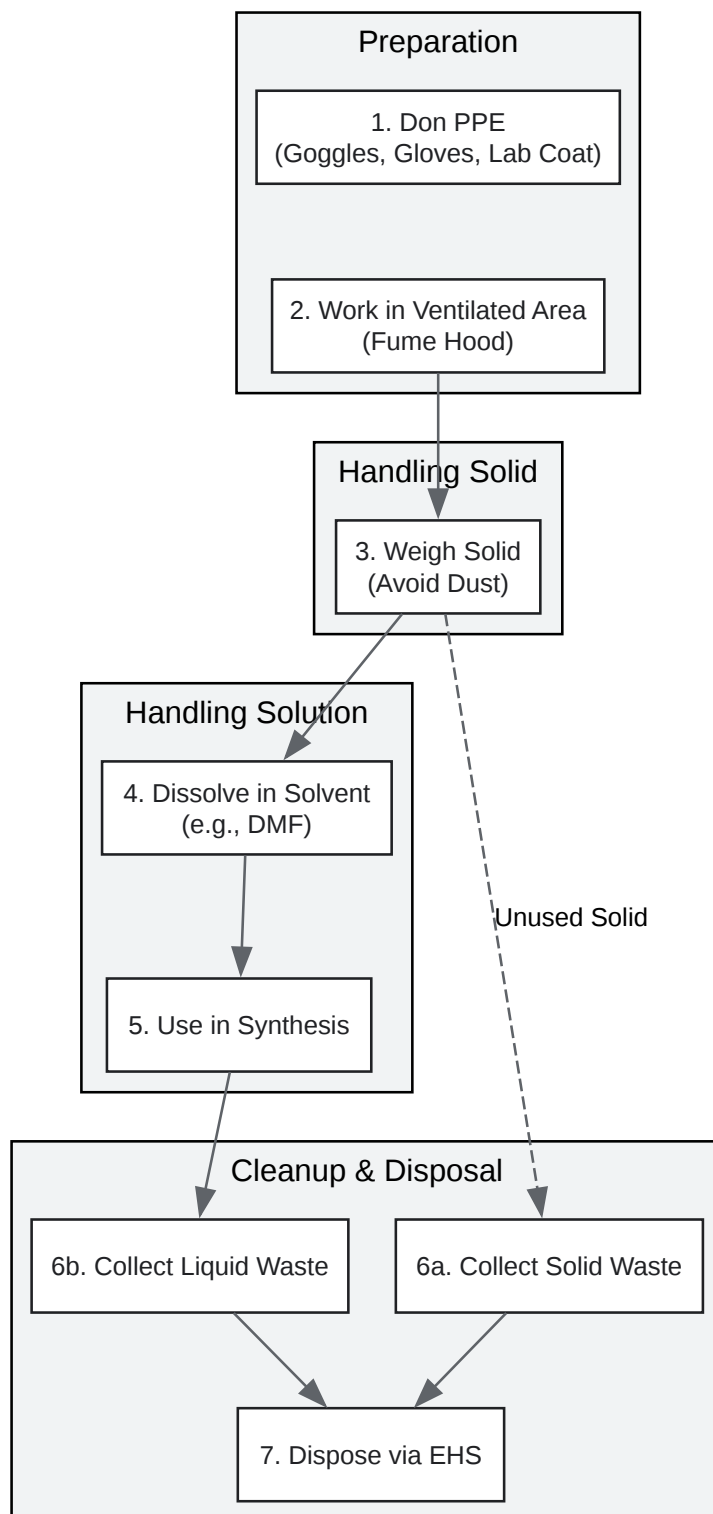 Preparation
1. Don PPE
(Goggles, Gloves, Lab Coat)
2. Work in Ventilated Area
(Fume Hood)
Handling Solid
3. Weigh Solid
(Avoid Dust)
Handling Solution
4. Dissolve in Solvent
(e.g., DMF)
Unused Solid
5. Use in Synthesis
Cleanup & Disposal
6b. Collect Liquid Waste
6a. Collect Solid Waste
7. Dispose via EHS